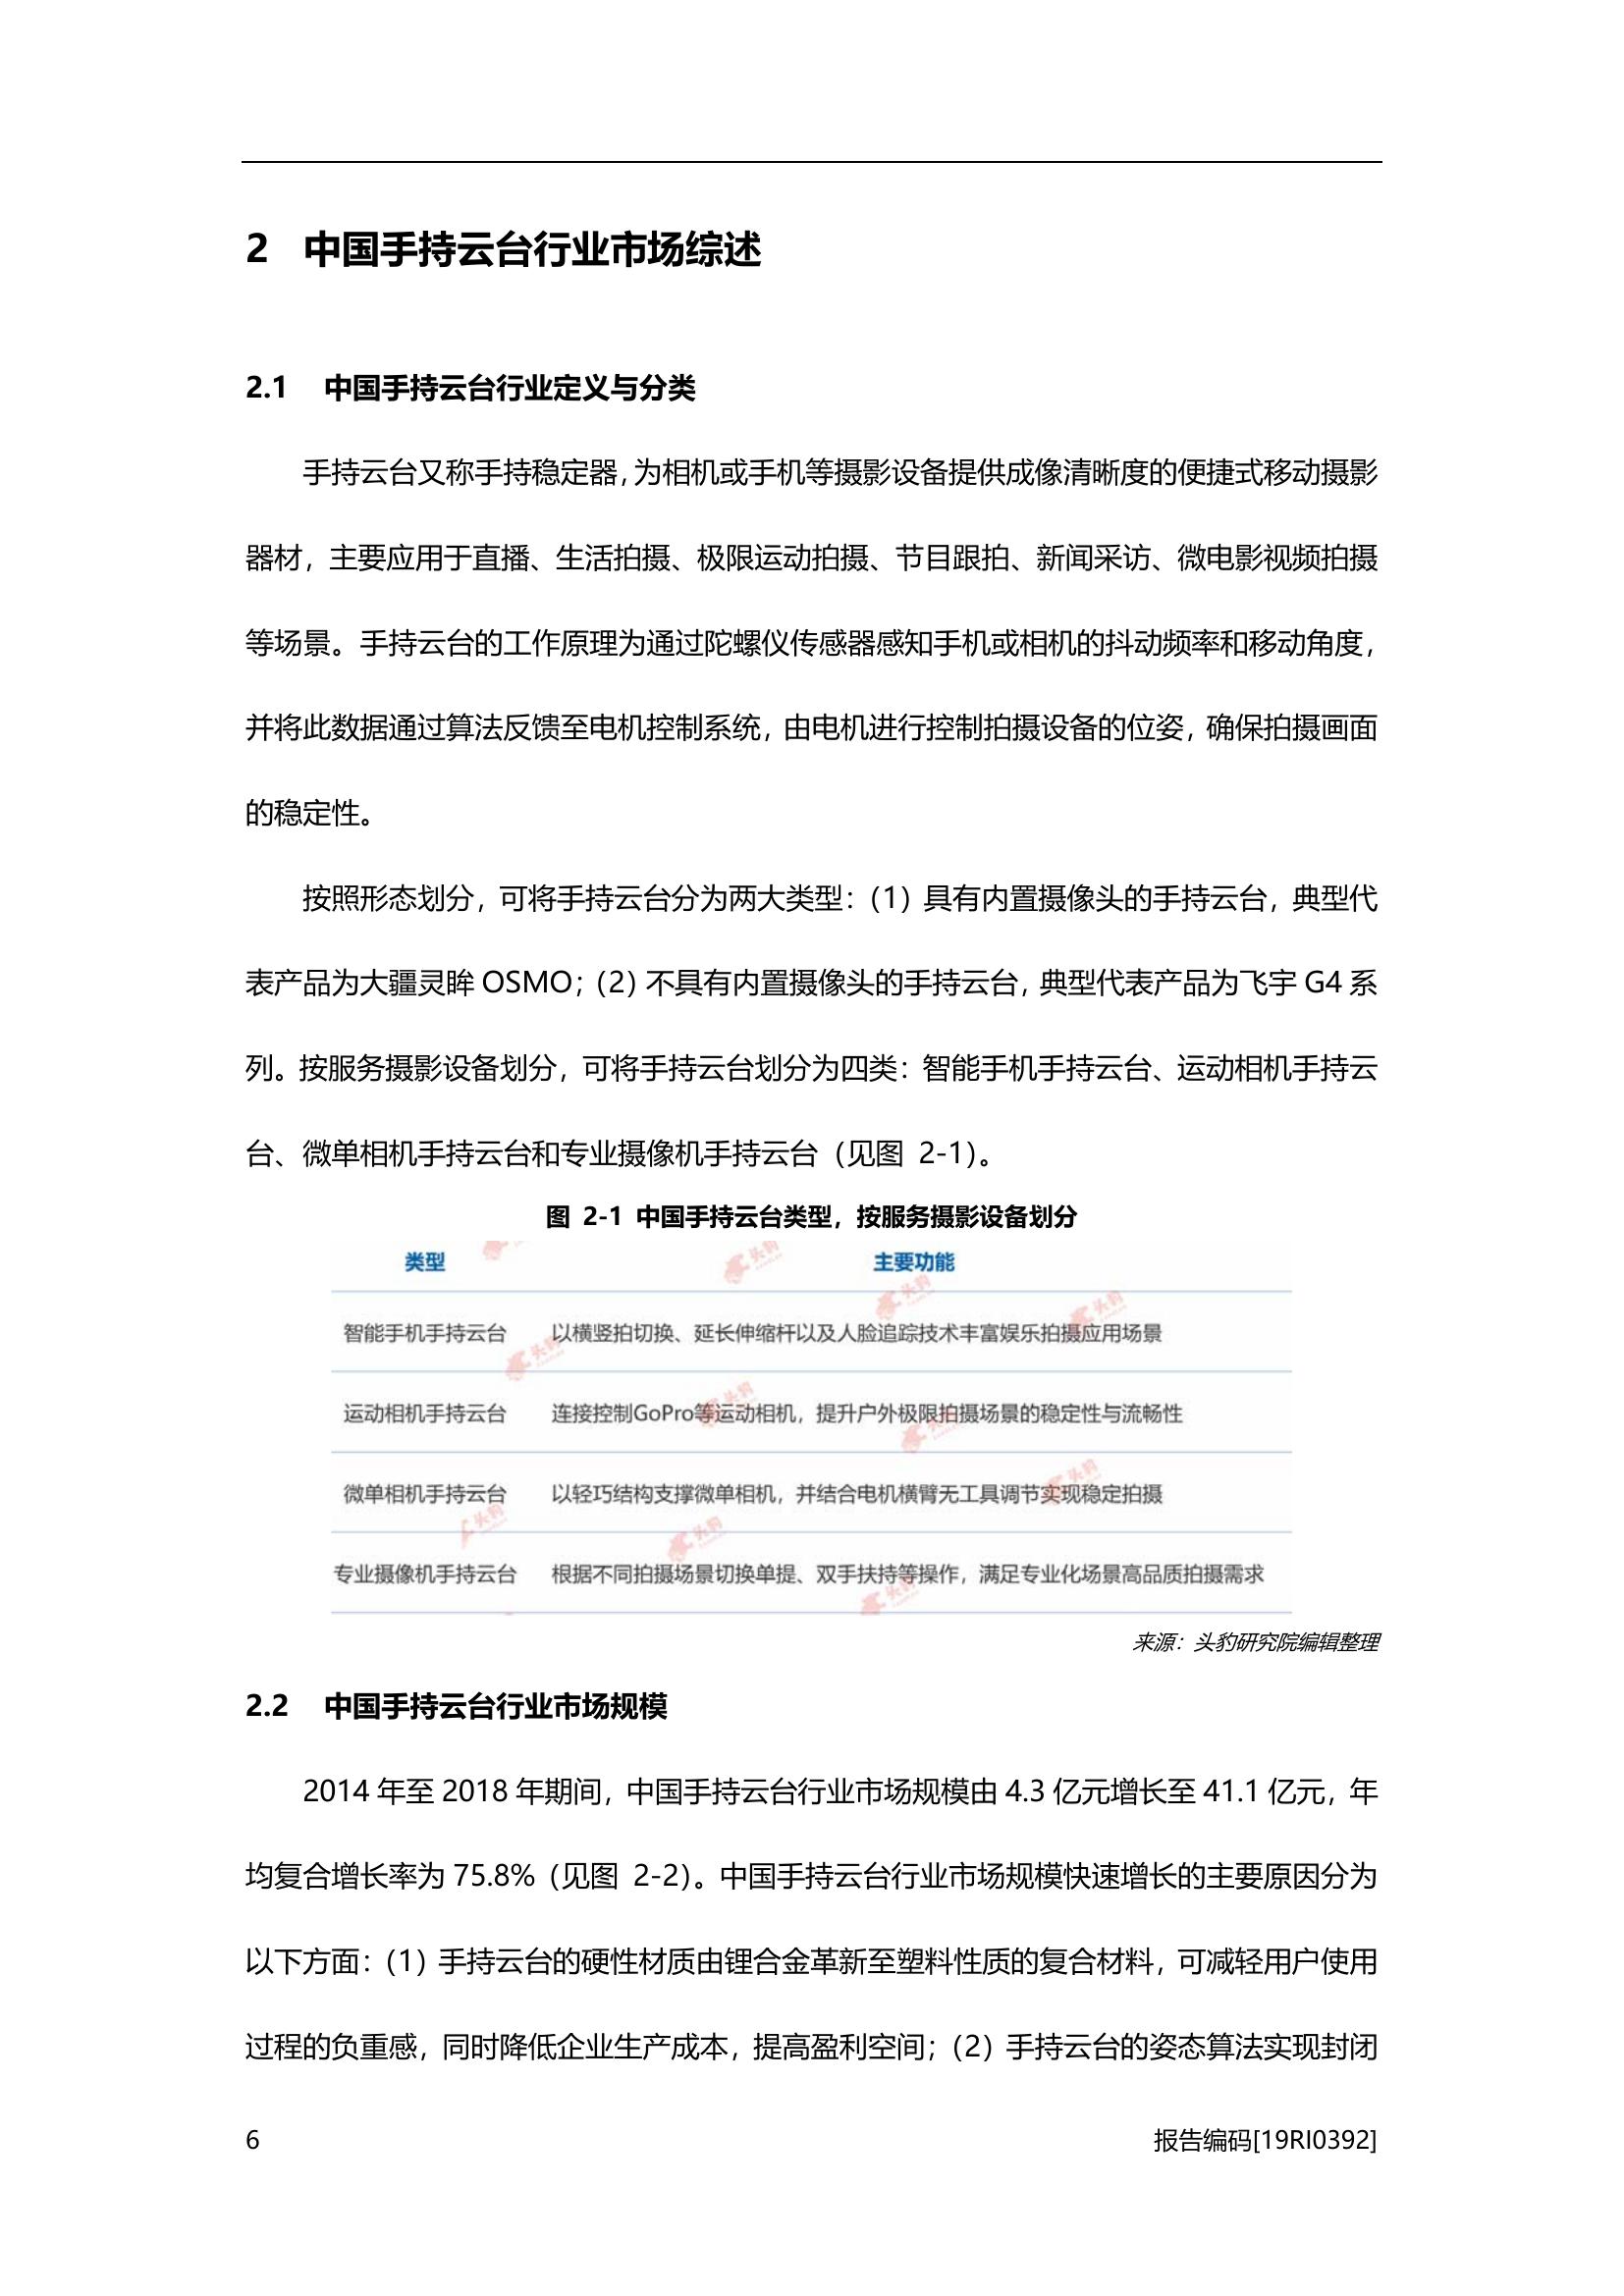 2 中国手持云台行业市场综述
2.1 中国手持云台行业定义与分类
手持云台又称手持稳定器，为相机或手机等摄影设备提供成像清晰度的便捷式移动摄影
器材，主要应用于直播、生活拍摄、极限运动拍摄、节目跟拍、新闻采访、微电影视频拍摄
等场景。手持云台的工作原理为通过陀螺仪传感器感知手机或相机的抖动频率和移动角度，
并将此数据通过算法反馈至电机控制系统，由电机进行控制拍摄设备的位姿，确保拍摄画面
的稳定性。
按照形态划分，可将手持云台分为两大类型：（1）具有内置摄像头的手持云台，典型代
表产品为大疆灵眸 OSMO；（2）不具有内置摄像头的手持云台，典型代表产品为飞宇 G4 系
列。按服务摄影设备划分，可将手持云台划分为四类：智能手机手持云台、运动相机手持云
台、微单相机手持云台和专业摄像机手持云台（见图 2-1）。
图 2-1 中国手持云台类型，按服务摄影设备划分
类型 主要功能
智能手机手持云台 以横竖拍切换、延长伸缩杆以及人脸追踪技术丰富娱乐拍摄应用场景
运动相机手持云台 连接控制GoPro等运动相机，提升户外极限拍摄场景的稳定性与流畅性
微单相机手持云台 以轻巧结构支撑微单相机，并结合电机横臂无工具调节实现稳定拍摄
专业摄像机手持云台 根据不同拍摄场景切换单提、双手扶持等操作，满足专业化场景高品质拍摄需求
来源：头豹研究院编辑整理
2.2 中国手持云台行业市场规模
2014 年至 2018 年期间，中国手持云台行业市场规模由 4.3 亿元增长至 41.1 亿元，年
均复合增长率为 75.8%（见图 2-2）。中国手持云台行业市场规模快速增长的主要原因分为
以下方面：（1）手持云台的硬性材质由锂合金革新至塑料性质的复合材料，可减轻用户使用
过程的负重感，同时降低企业生产成本，提高盈利空间；（2）手持云台的姿态算法实现封闭
6 报告编码[19RI0392]